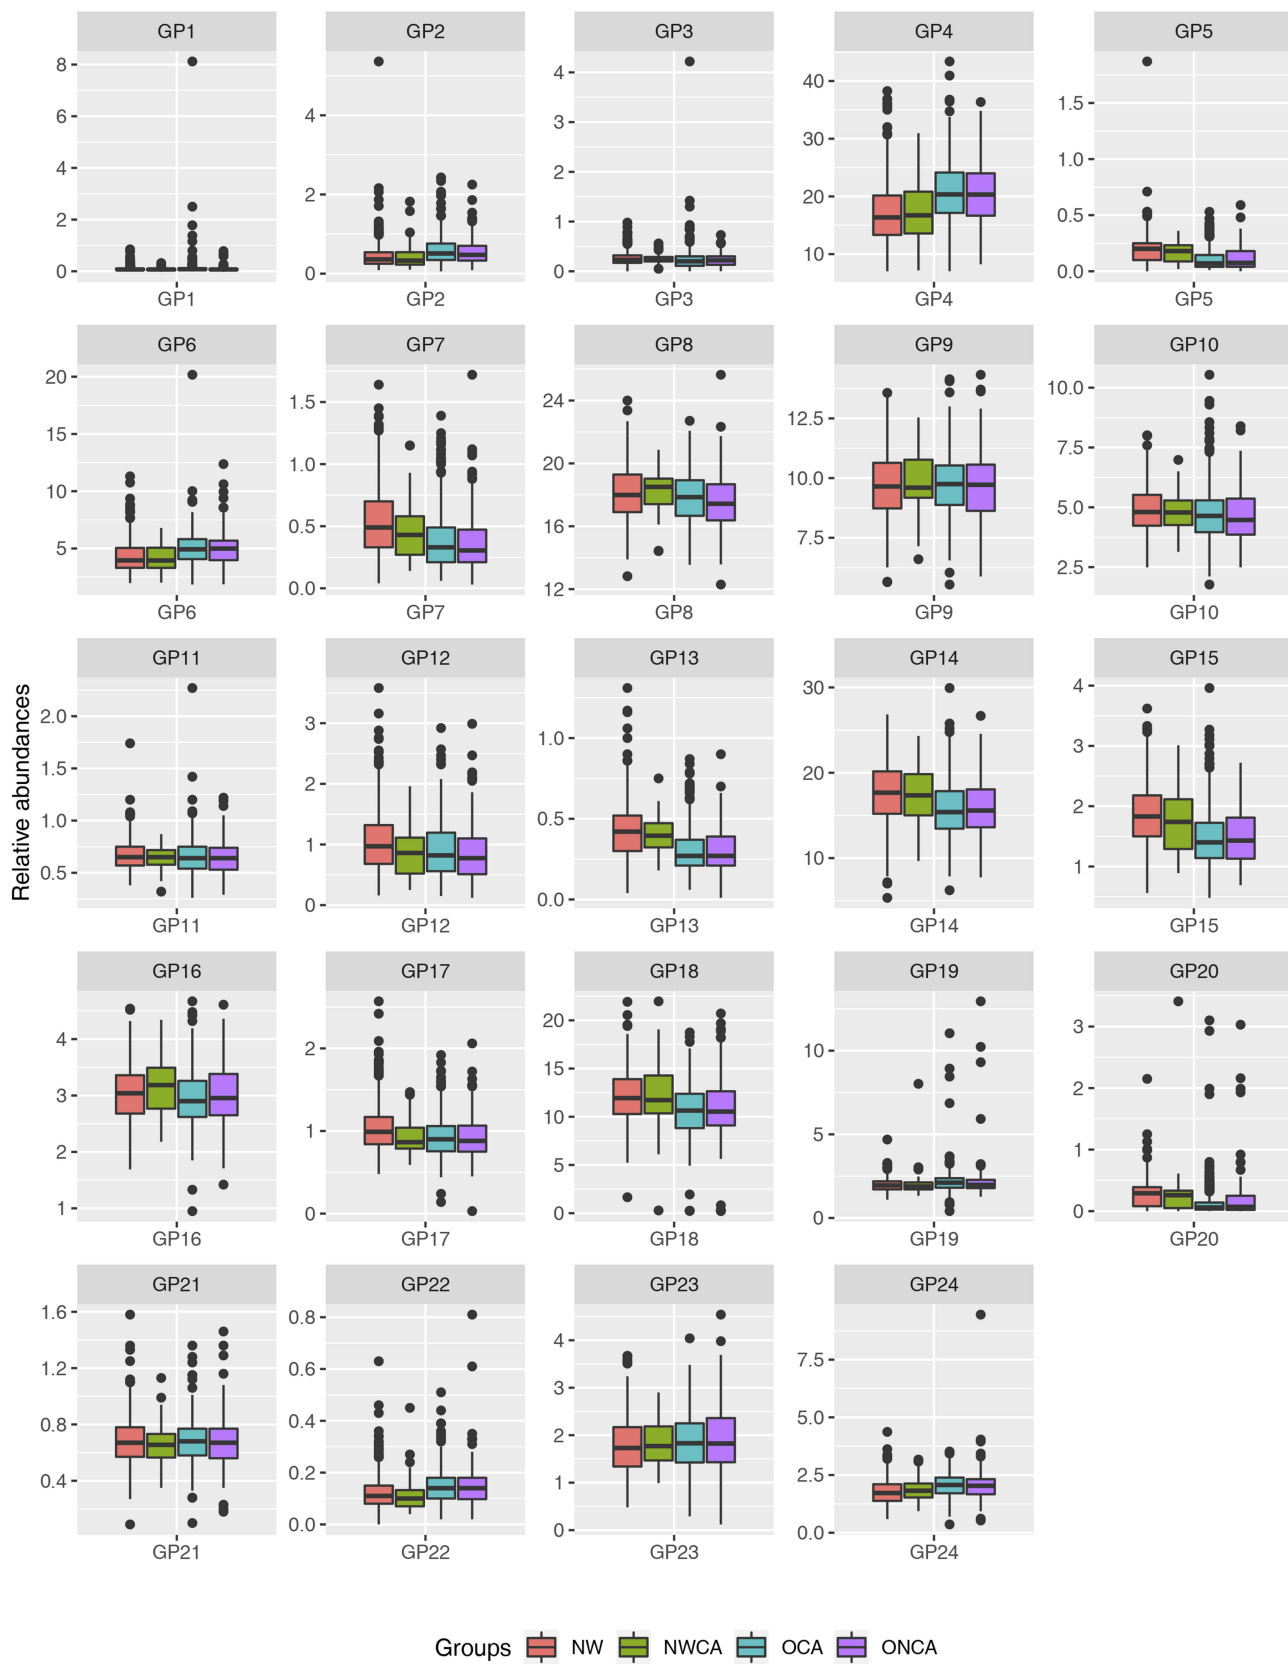 GP1 GP2 GP3 GP4 GP5
8 6 4 2 0
4 2 0
4 3 2 1 0
40 30 20 10
1.5 1.0 0.5 0.0
GP1 GP2 GP3 GP4 GP5
GP6 GP7 GP8 GP9 GP10
20 15 10 5
1.5 1.0 0.5 0.0
24 20 16 12
12.5 10.0 7.5
10.0 7.5 5.0 2.5
GP6 GP7 GP8 GP9 GP10
Relative abundances
GP11 GP12 GP13 GP14 GP15
2.0 1.5 1.0 0.5
3 2 1 0
1.0 0.5 0.0
30 20 10
4 3 2 1
GP11 GP12 GP13 GP14 GP15
GP16 GP17 GP18 GP19 GP20
4 3 2 1
2 1 0
20 15 10 5 0
10 5 0
3 2 1 0
GP16 GP17 GP18 GP19 GP20
GP21 GP22 GP23 GP24
1.6 1.2 0.8 0.4
0.8 0.6 0.4 0.2 0.0
4 3 2 1 0
7.5 5.0 2.5 0.0
GP21 GP22 GP23 GP24
Groups NW NWCA OCA ONCA